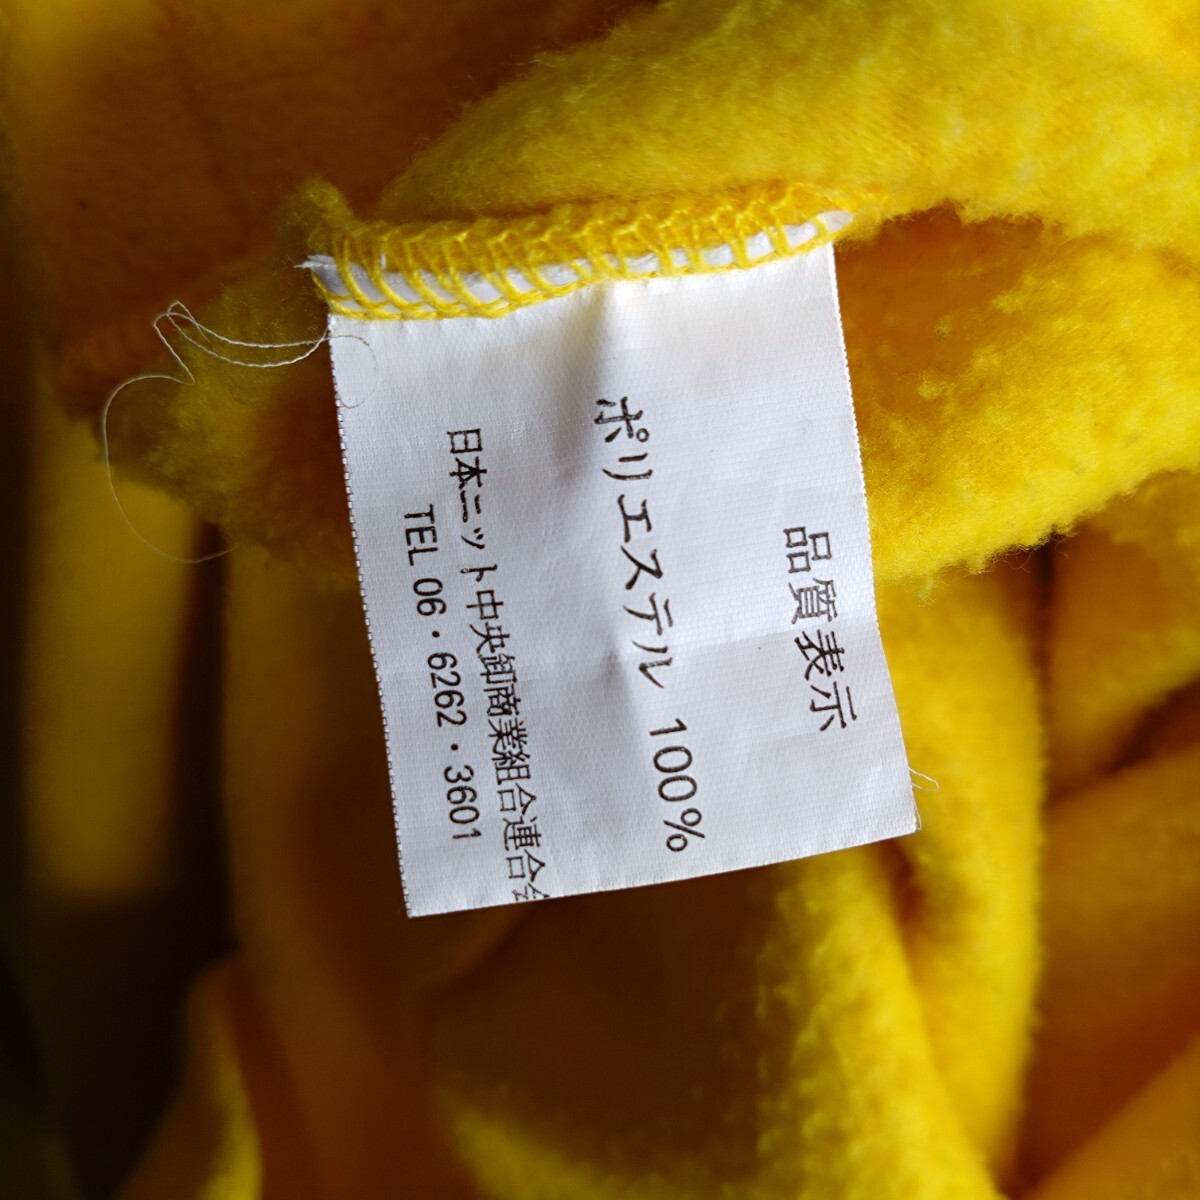 品質表示
ポリエステル 100%
日本ニット中央卸商業組合連合会
TEL 06・6262・3601